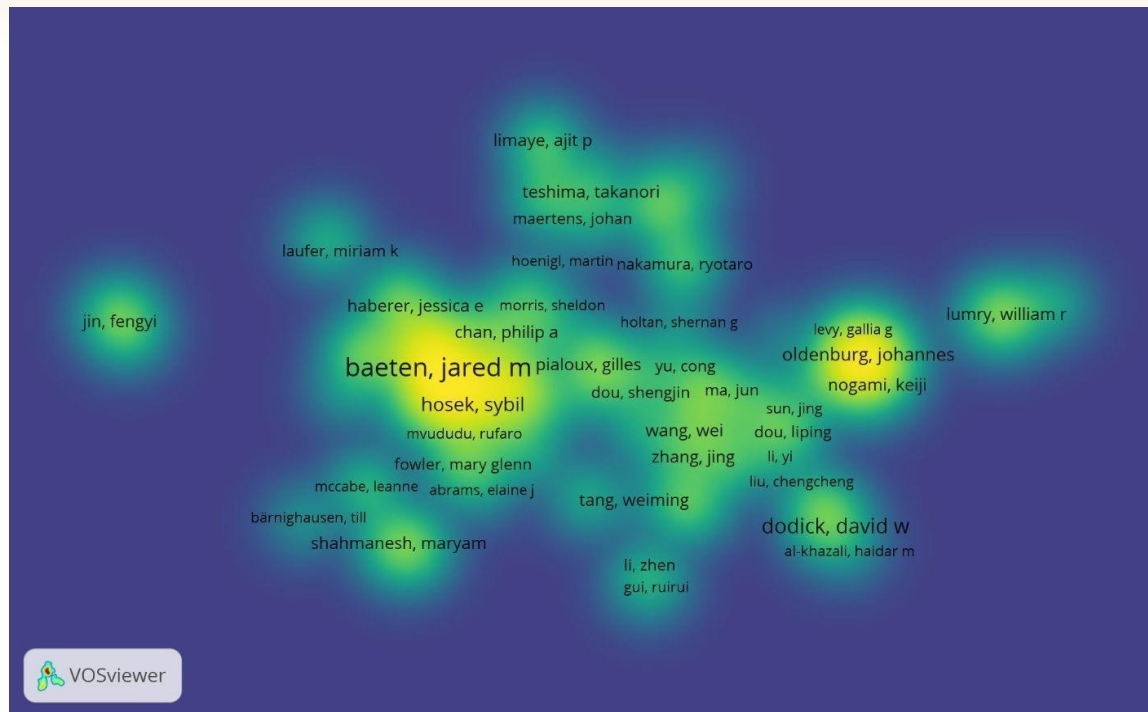 limaye, ajit p
teshima, takanori
maertens, johan
laufer, miriam k
hoenigl, martin
nakamura, ryotaro
haberer, jessica e
morris, sheldon
lumry, william r
jin, fengyi
holtan, shernan g
chan, philip a
levy, gallia g
oldenburg, johannes
baeten, jared m
pialoux, gilles
yu, cong
nogami, keiji
dou, shengjin
ma, jun
hosek, sybil
sun, jing
mvududu, rufaro
wang, wei
dou, liping
zhang, jing
li, yi
fowler, mary glenn
liu, chengcheng
mccabe, leanne
abrams, elaine j
tang, weiming
bärnighausen, till
dodick, david w
shahmanesh, maryam
al-khazali, haidar m
li, zhen
gui, ruirui
VOSviewer